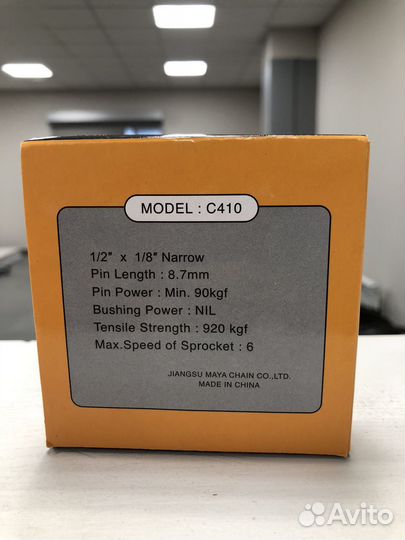 MODEL : C410
1/2" x 1/8" Narrow
Pin Length : 8.7mm
Pin Power : Min. 90kgf
Bushing Power : NIL
Tensile Strength : 920 kgf
Max.Speed of Sprocket : 6
JIANGSU MAYA CHAIN CO.,LTD.
MADE IN CHINA
Avito